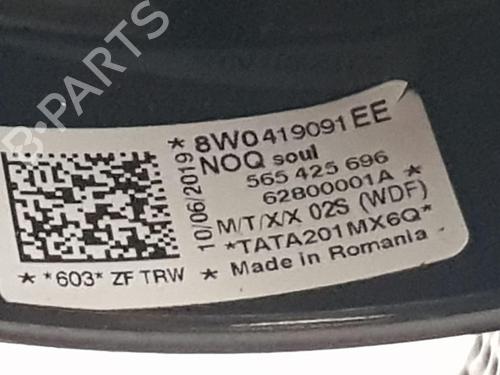 B-PARTS
*8W0419091EE
NOQ soul
565 425 696
62800001A *
M/T/X/X 02S (WDF)
*TATA201MX6Q*
* Made in Romania
10/06/2019
* *603* ZF TRW